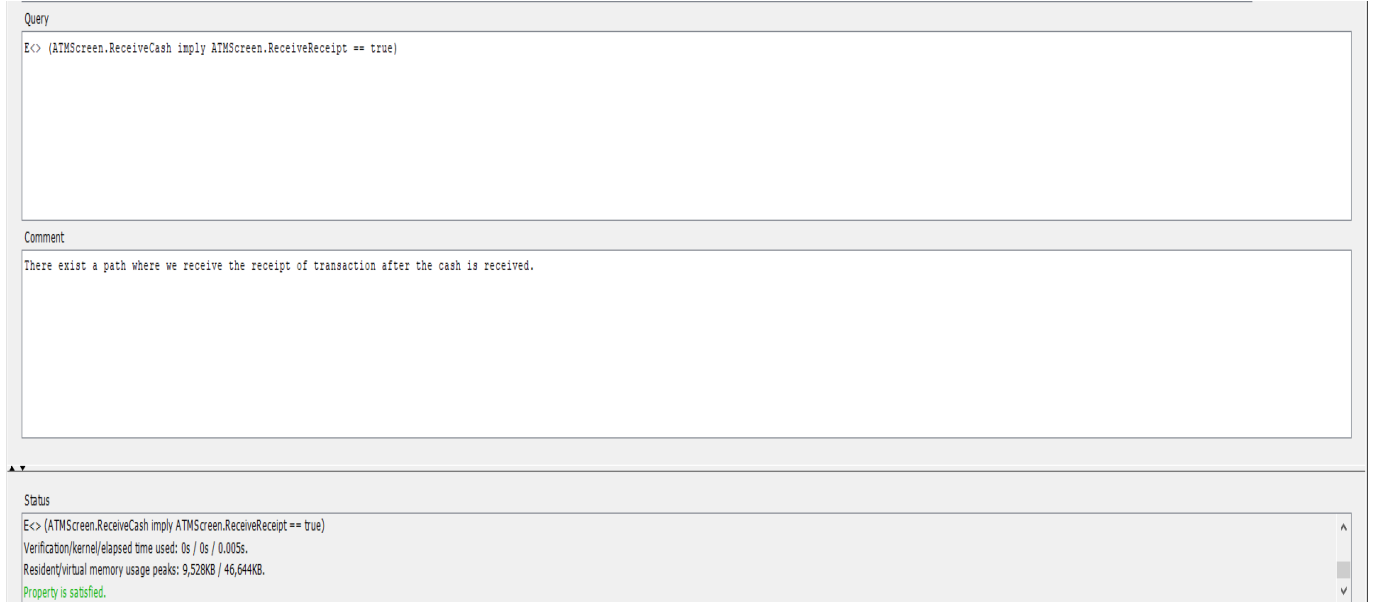 Query
E<> (ATMScreen.ReceiveCash imply ATMScreen.ReceiveReceipt == true)
Comment
There exist a path where we receive the receipt of transaction after the cash is received.
Status
E<> (ATMScreen.ReceiveCash imply ATMScreen.ReceiveReceipt == true)
Verification/kernel/elapsed time used: 0s / 0s / 0.005s.
Resident/virtual memory usage peaks: 9,528KB / 46,644KB.
Property is satisfied.